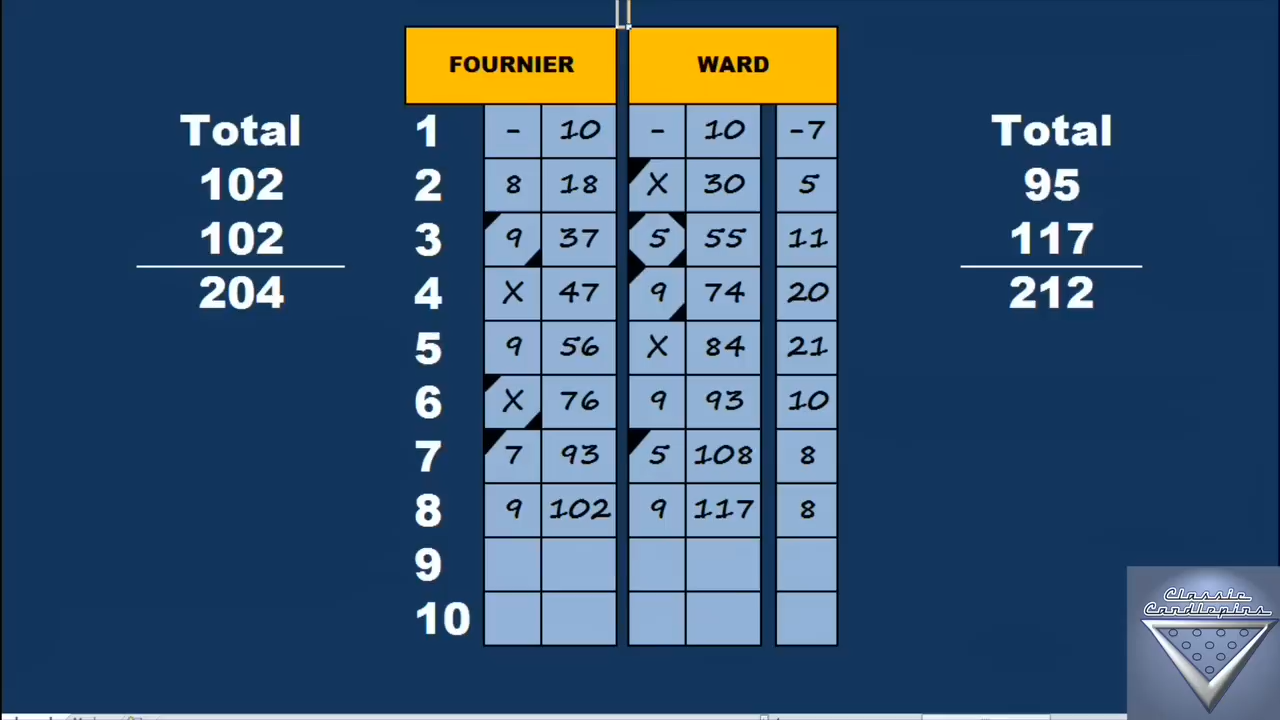 FOURNIER WARD
Total 1 - 10 - 10 -7 Total
102 2 8 18 X 30 5 95
102 3 9 37 5 55 11 117
204 4 X 47 9 74 20 212
5 9 56 X 84 21
6 X 76 9 93 10
7 7 93 5 108 8
8 9 102 9 117 8
9
10
Classic
Candlepins